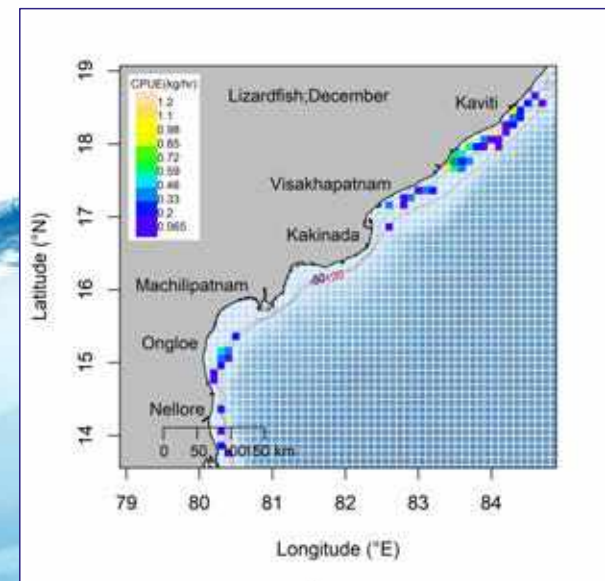 CPUE(kg/hr)
1.2
1.1
0.98
0.85
0.72
0.59
0.46
0.33
0.2
0.065
Lizardfish;December
Kaviti
Visakhapatnam
Kakinada
Machilipatnam
Ongloe
Nellore
0 50 100 150 km
19
18
17
16
15
14
Latitude (°N)
79 80 81 82 83 84
Longitude (°E)